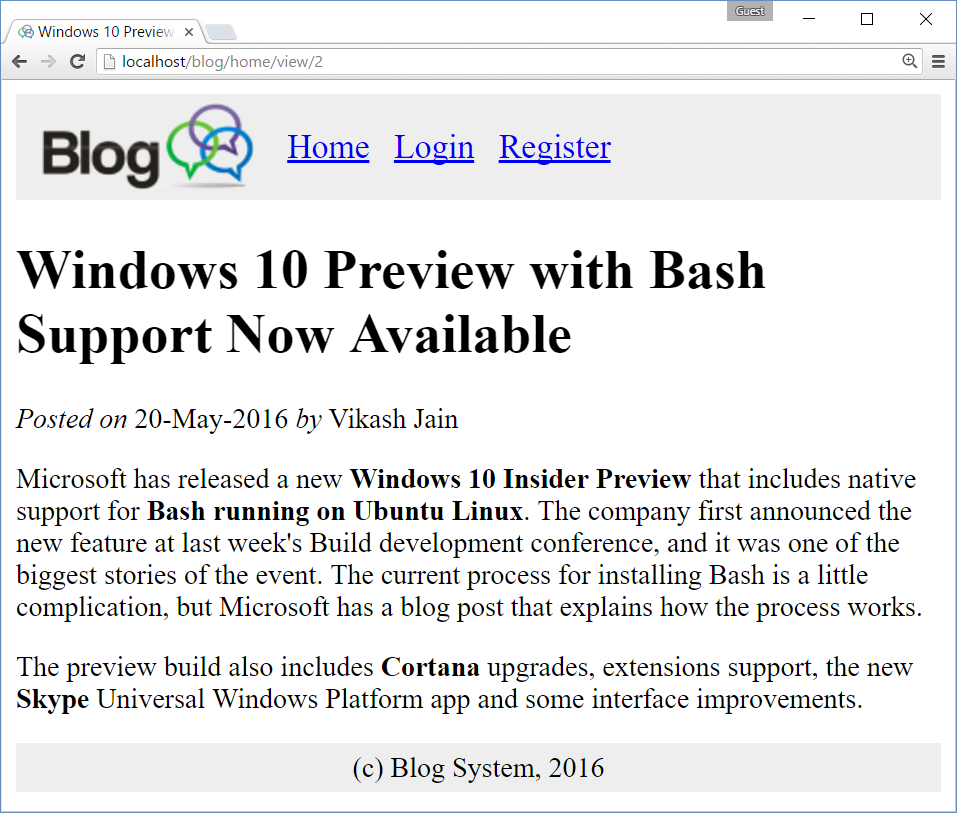 Guest
Windows 10 Preview
localhost/blog/home/view/2
Blog Home Login Register
Windows 10 Preview with Bash
Support Now Available
Posted on 20-May-2016 by Vikash Jain
Microsoft has released a new Windows 10 Insider Preview that includes native
support for Bash running on Ubuntu Linux. The company first announced the
new feature at last week's Build development conference, and it was one of the
biggest stories of the event. The current process for installing Bash is a little
complication, but Microsoft has a blog post that explains how the process works.
The preview build also includes Cortana upgrades, extensions support, the new
Skype Universal Windows Platform app and some interface improvements.
(c) Blog System, 2016